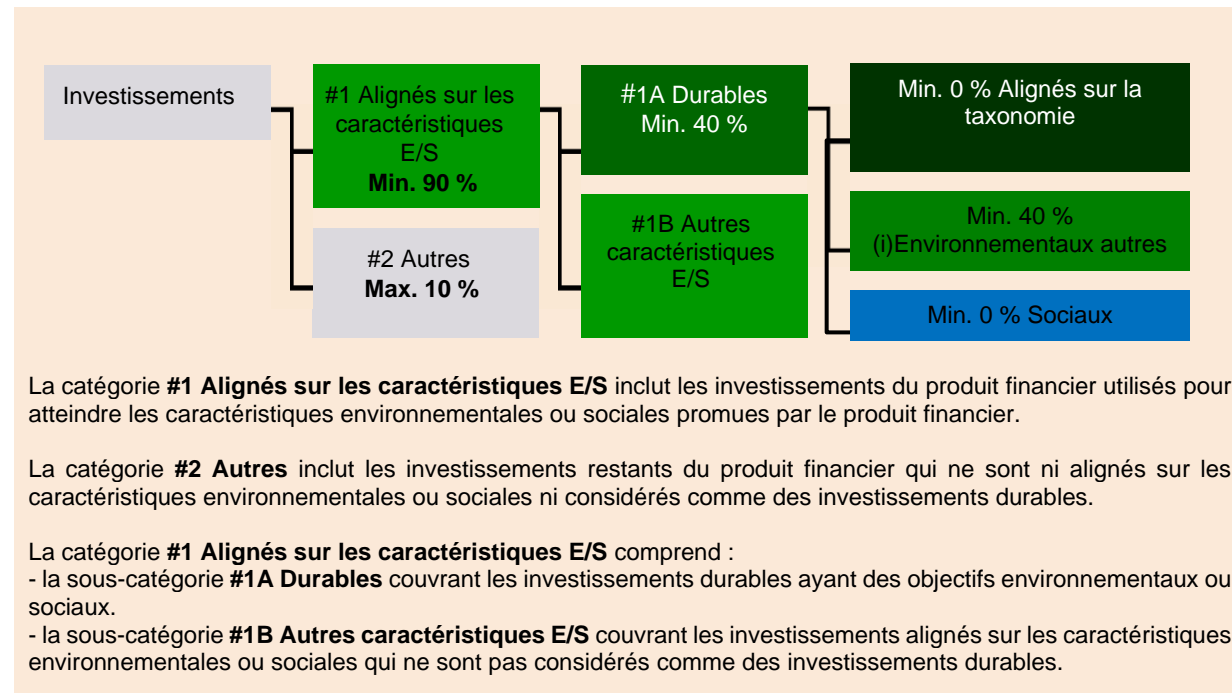 Investissements
#1 Alignés sur les
caractéristiques
E/S
Min. 90 %
#2 Autres
Max. 10 %
#1A Durables
Min. 40 %
#1B Autres
caractéristiques
E/S
Min. 0 % Alignés sur la
taxonomie
Min. 40 %
(i)Environnementaux autres
Min. 0 % Sociaux
La catégorie #1 Alignés sur les caractéristiques E/S inclut les investissements du produit financier utilisés pour
atteindre les caractéristiques environnementales ou sociales promues par le produit financier.
La catégorie #2 Autres inclut les investissements restants du produit financier qui ne sont ni alignés sur les
caractéristiques environnementales ou sociales ni considérés comme des investissements durables.
La catégorie #1 Alignés sur les caractéristiques E/S comprend :
- la sous-catégorie #1A Durables couvrant les investissements durables ayant des objectifs environnementaux ou
sociaux.
- la sous-catégorie #1B Autres caractéristiques E/S couvrant les investissements alignés sur les caractéristiques
environnementales ou sociales qui ne sont pas considérés comme des investissements durables.